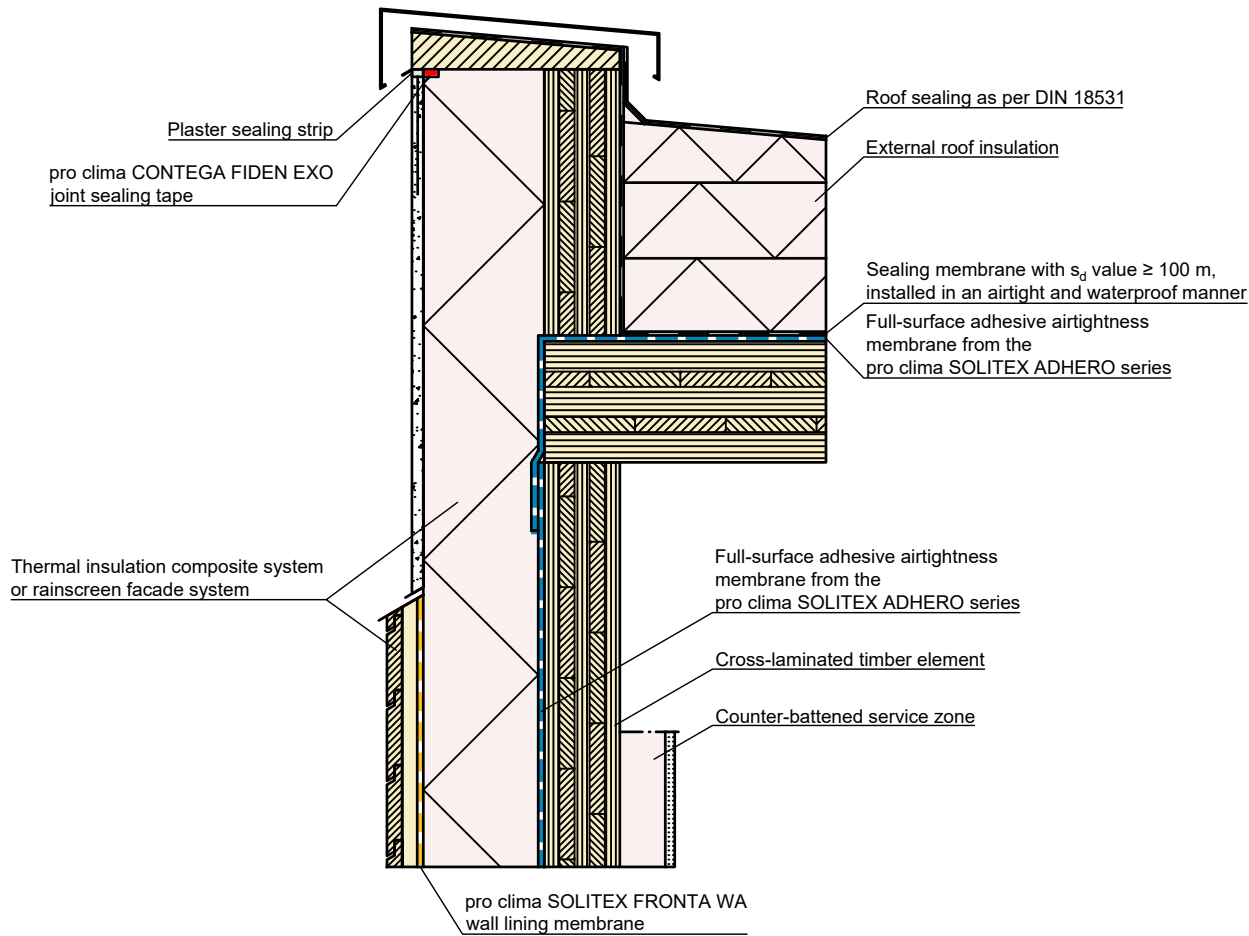 Plaster sealing strip
pro clima CONTEGA FIDEN EXO
joint sealing tape
Roof sealing as per DIN 18531
External roof insulation
Sealing membrane with sd value ≥ 100 m,
installed in an airtight and waterproof manner
Full-surface adhesive airtightness
membrane from the
pro clima SOLITEX ADHERO series
Thermal insulation composite system
or rainscreen facade system
Full-surface adhesive airtightness
membrane from the
pro clima SOLITEX ADHERO series
Cross-laminated timber element
Counter-battened service zone
pro clima SOLITEX FRONTA WA
wall lining membrane